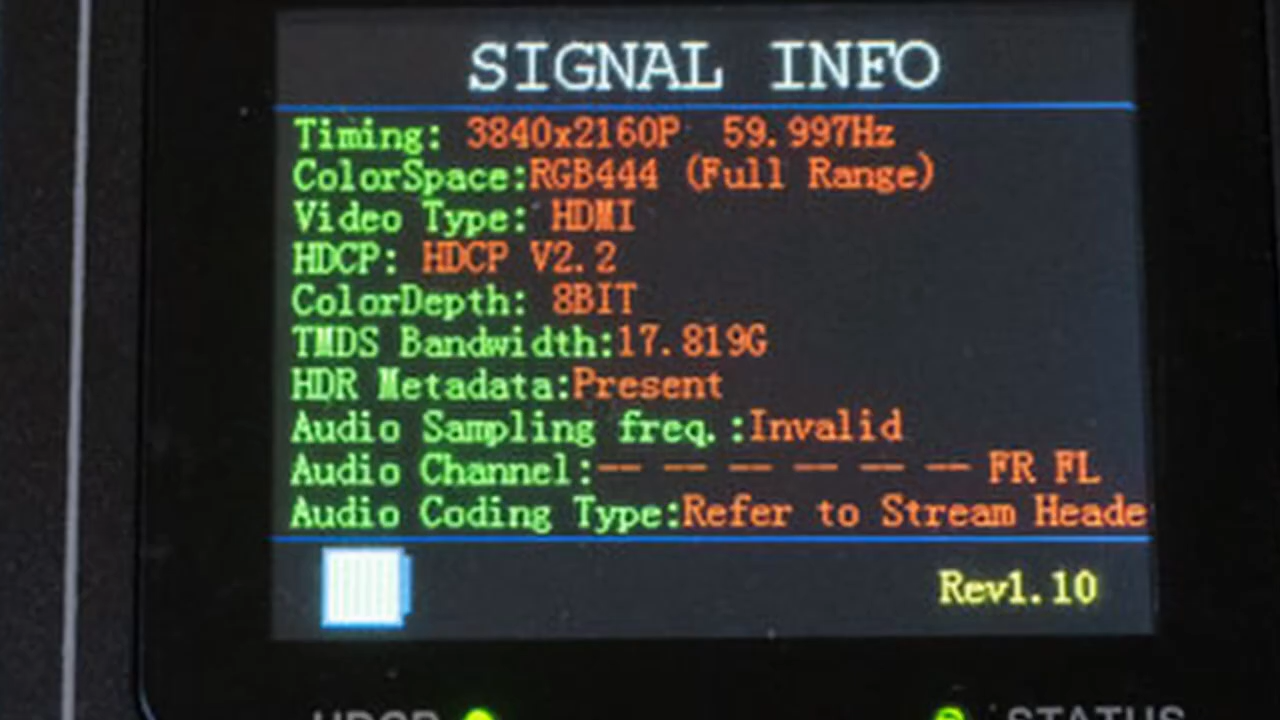 SIGNAL INFO
Timing: 3840x2160P 59.997Hz
ColorSpace:RGB444 (Full Range)
Video Type: HDMI
HDCP: HDCP V2.2
ColorDepth: 8BIT
TMDS Bandwidth:17.819G
HDR Metadata:Present
Audio Sampling freq.:Invalid
Audio Channel:-- -- -- -- -- -- FR FL
Audio Coding Type:Refer to Stream Heade
Rev1.10
HDCP STATUS